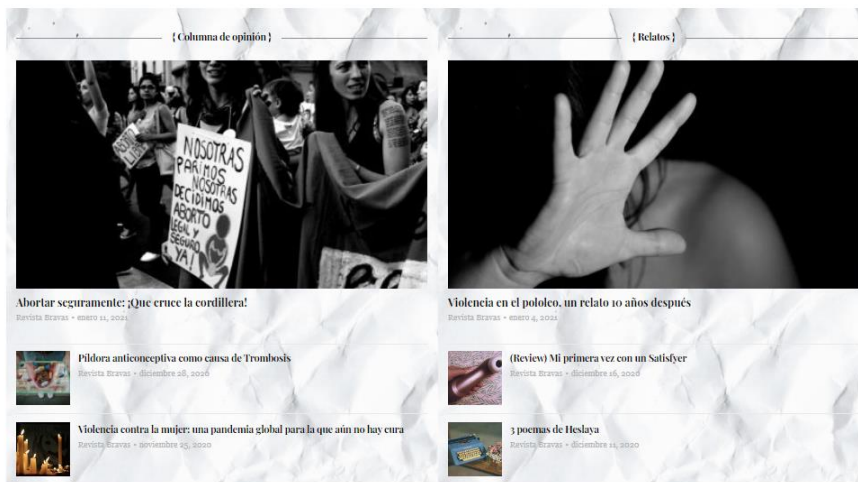 { Columna de opinión }
NOSOTRAS
PARIMOS
NOSOTRAS
DECIDIMOS
ABORTO
LEGAL Y
SEGURO
YA!
Abortar seguramente: ¡Que cruce la cordillera!
Revista Bravas • enero 11, 2021
Píldora anticonceptiva como causa de Trombosis
Revista Bravas • diciembre 28, 2020
Violencia contra la mujer: una pandemia global para la que aún no hay cura
Revista Bravas • noviembre 25, 2020
{ Relatos }
Violencia en el pololeo, un relato 10 años después
Revista Bravas • enero 4, 2021
(Review) Mi primera vez con un Satisfyer
Revista Bravas • diciembre 16, 2020
3 poemas de Heslaya
Revista Bravas • diciembre 11, 2020